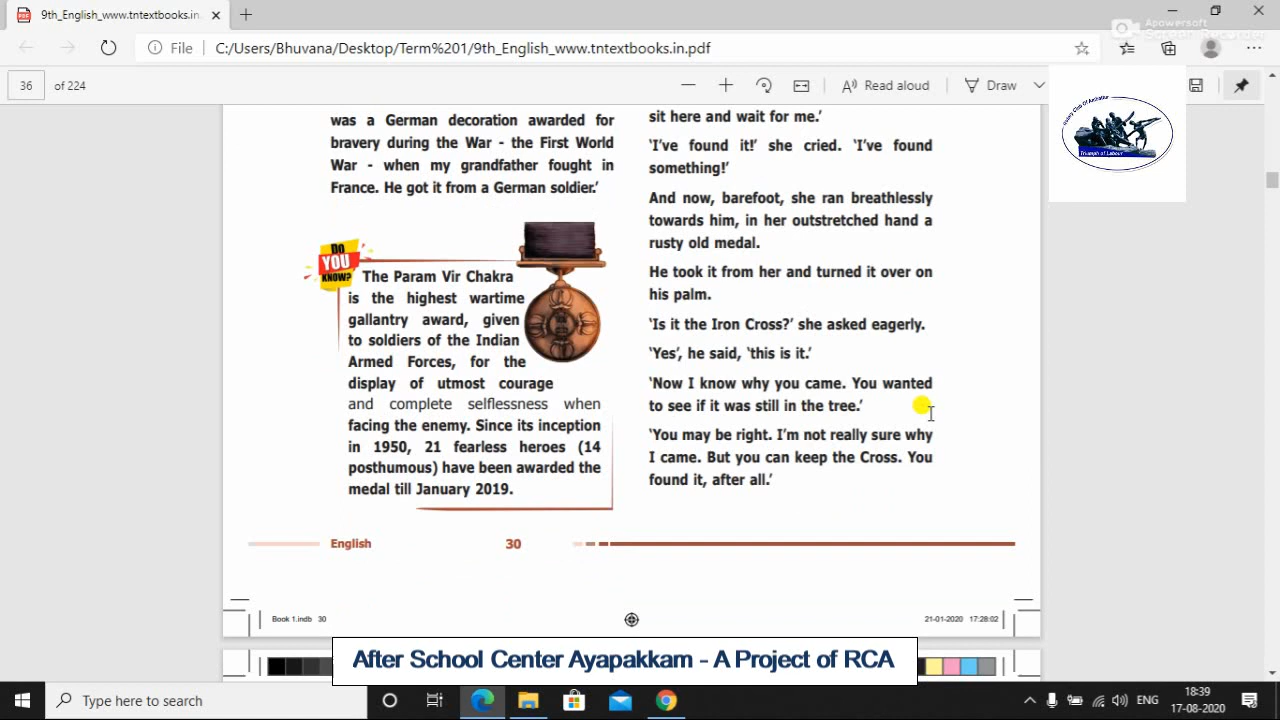 9th_English_www.tntextbooks.in.
Apowersoft
Screen Recorder
File
C:/Users/Bhuvana/Desktop/Term%201/9th_English_www.tntextbooks.in.pdf
36
of 224
Read aloud
Draw
Triumph of Labour
was a German decoration awarded for
bravery during the War - the First World
War - when my grandfather fought in
France. He got it from a German soldier.’
DO
YOU
KNOW?
The Param Vir Chakra
is the highest wartime
gallantry award, given
to soldiers of the Indian
Armed Forces, for the
display of utmost courage
and complete selflessness when
facing the enemy. Since its inception
in 1950, 21 fearless heroes (14
posthumous) have been awarded the
medal till January 2019.
sit here and wait for me.’
‘I’ve found it!’ she cried. ‘I’ve found
something!’
And now, barefoot, she ran breathlessly
towards him, in her outstretched hand a
rusty old medal.
He took it from her and turned it over on
his palm.
‘Is it the Iron Cross?’ she asked eagerly.
‘Yes’, he said, ‘this is it.’
‘Now I know why you came. You wanted
to see if it was still in the tree.’
‘You may be right. I’m not really sure why
I came. But you can keep the Cross. You
found it, after all.’
English
30
Book 1.indb 30
21-01-2020 17:28:02
After School Center Ayapakkam - A Project of RCA
Type here to search
ENG
18:39
17-08-2020